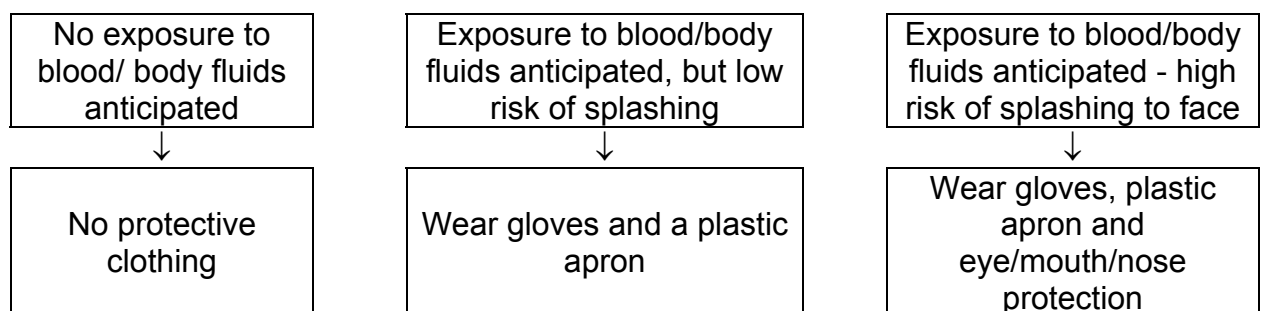 No exposure to
blood/ body fluids
anticipated
↓
No protective
clothing
Exposure to blood/body
fluids anticipated, but low
risk of splashing
↓
Wear gloves and a plastic
apron
Exposure to blood/body
fluids anticipated - high
risk of splashing to face
↓
Wear gloves, plastic
apron and
eye/mouth/nose
protection